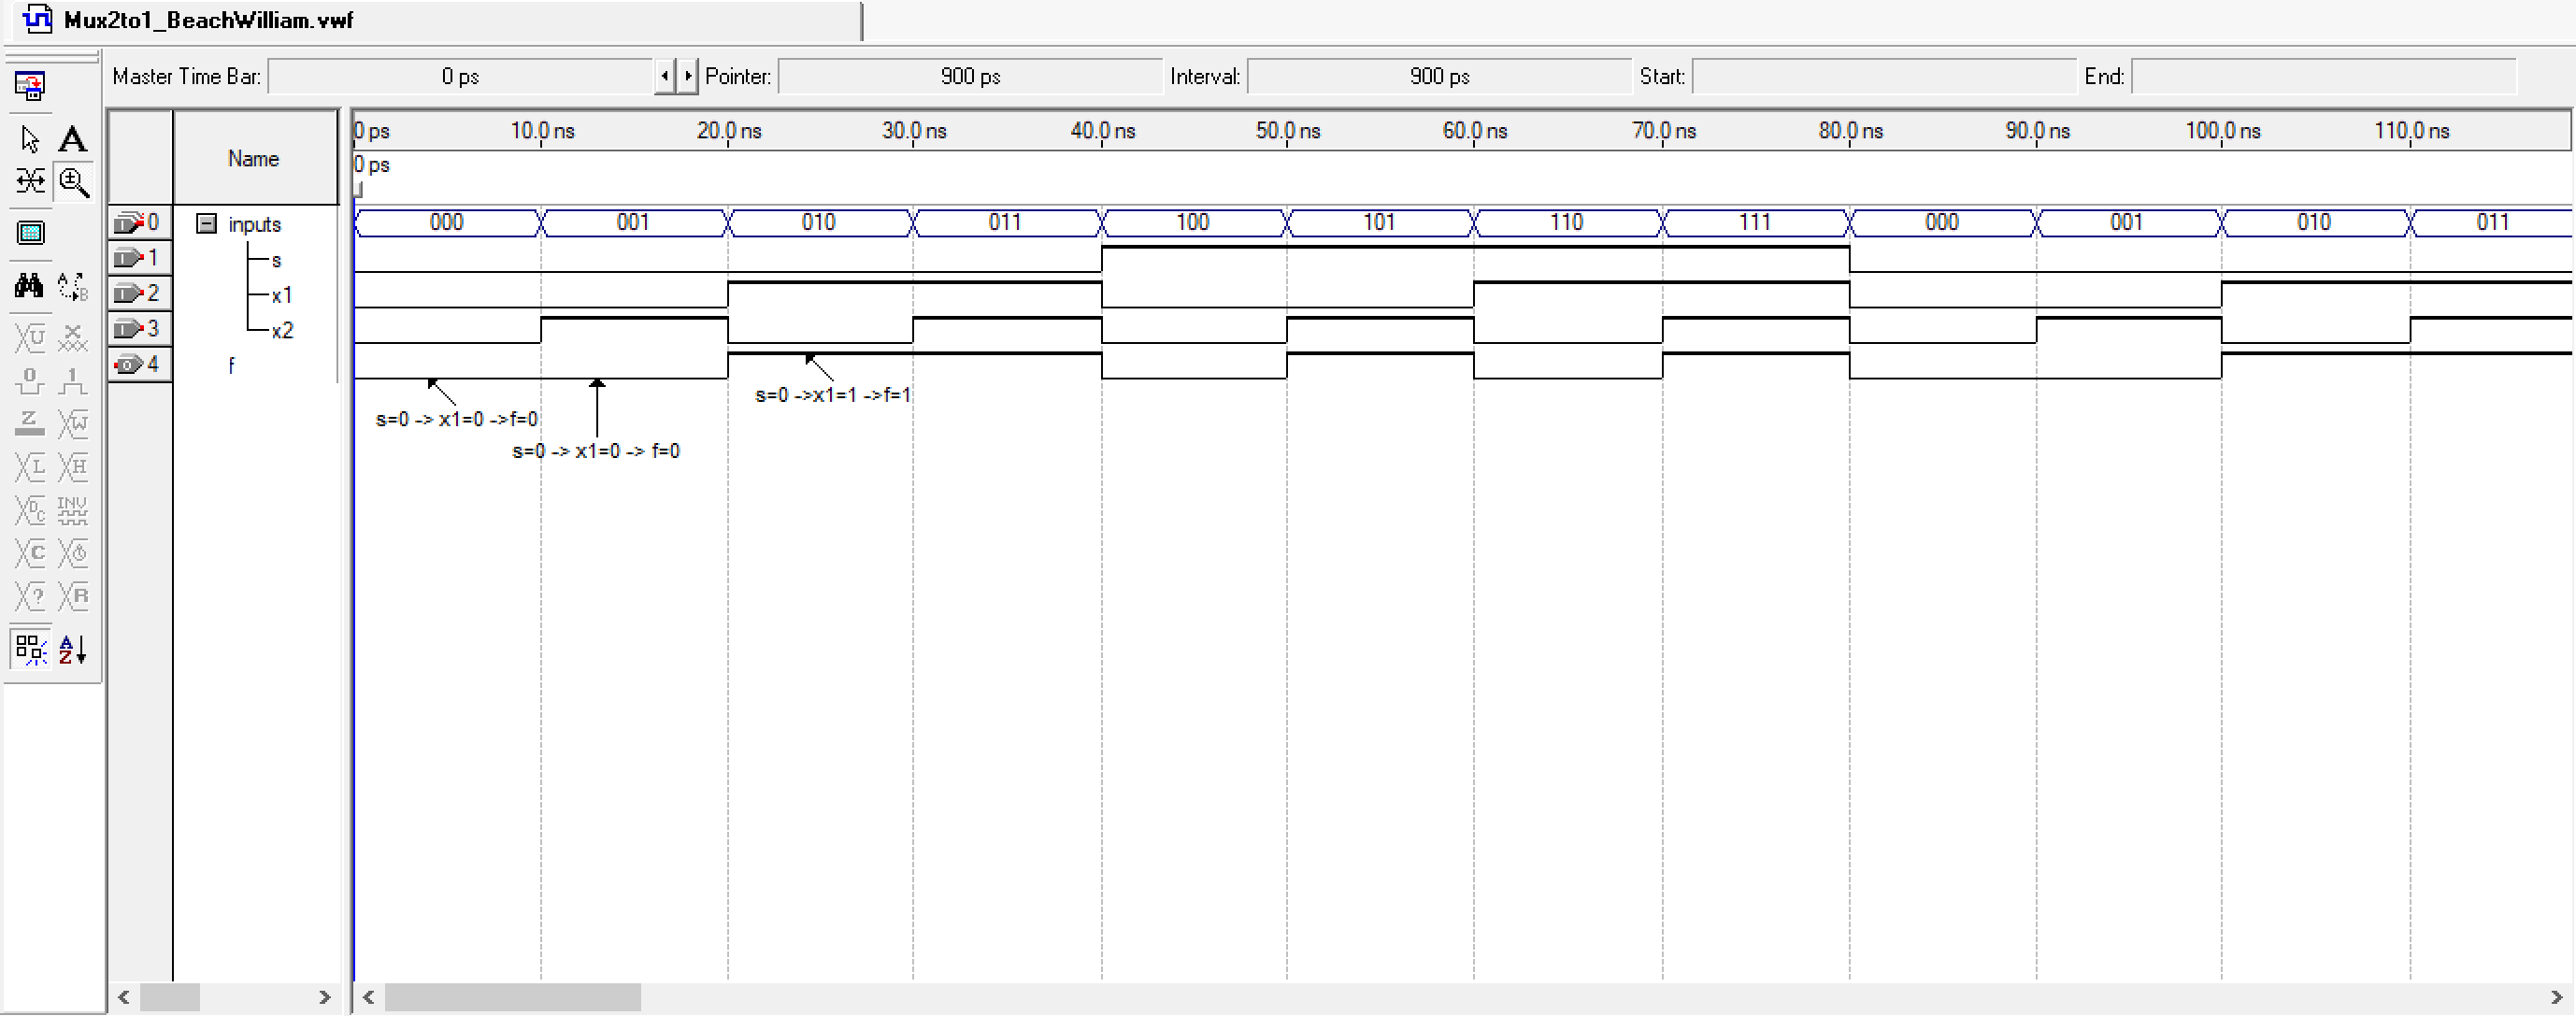 Mux2to1_BeachWilliam.vwf
Master Time Bar: 0 ps Pointer: 900 ps Interval: 900 ps Start: End:
Name
0 ps 10.0 ns 20.0 ns 30.0 ns 40.0 ns 50.0 ns 60.0 ns 70.0 ns 80.0 ns 90.0 ns 100.0 ns 110.0 ns
0 ps
0 inputs 000 001 010 011 100 101 110 111 000 001 010 011
1 s
2 x1
3 x2
4 f
s=0 ->x1=1 ->f=1
s=0 -> x1=0 ->f=0
s=0 -> x1=0 -> f=0